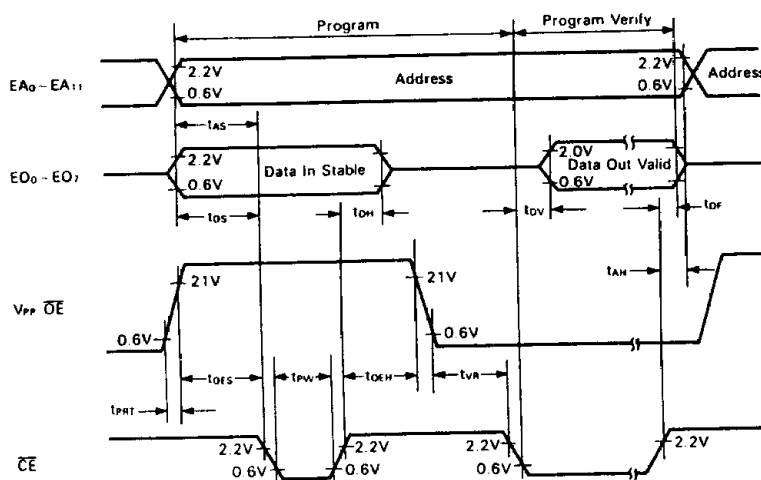 Program Program Verify
EA₀ ~ EA₁₁ 2.2V Address 2.2V Address
0.6V 0.6V
tAS
EO₀ ~ EO₇ 2.2V Data In Stable 2.0V Data Out Valid
0.6V 0.6V
tDS tDH tDV tDF
tAH
VPP O̅E̅ 21V 21V
0.6V 0.6V
tOES tPW tOEH tVR
tPRT
C̅E̅ 2.2V 2.2V 2.2V 2.2V
0.6V 0.6V 0.6V